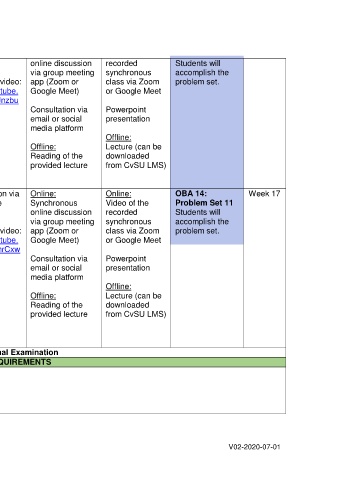 online discussion
via group meeting
app (Zoom or
Google Meet)
Consultation via
email or social
media platform
Offline:
Reading of the
provided lecture
recorded
synchronous
class via Zoom
or Google Meet
Powerpoint
presentation
Offline:
Lecture (can be
downloaded
from CvSU LMS)
Students will
accomplish the
problem set.
video:
tube.
Jnzbu
on via
e
video:
tube.
nrCxw
Online:
Synchronous
online discussion
via group meeting
app (Zoom or
Google Meet)
Consultation via
email or social
media platform
Offline:
Reading of the
provided lecture
Online:
Video of the
recorded
synchronous
class via Zoom
or Google Meet
Powerpoint
presentation
Offline:
Lecture (can be
downloaded
from CvSU LMS)
OBA 14:
Problem Set 11
Students will
accomplish the
problem set.
Week 17
nal Examination
QUIREMENTS
V02-2020-07-01